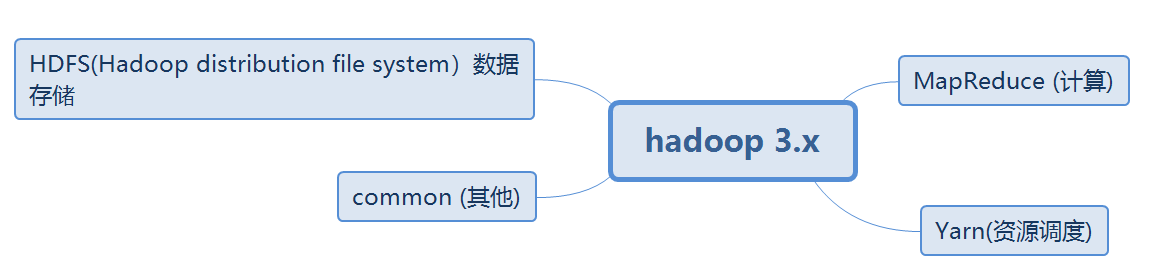 HDFS(Hadoop distribution file system）数据
存储
common (其他)
hadoop 3.x
MapReduce (计算)
Yarn(资源调度)